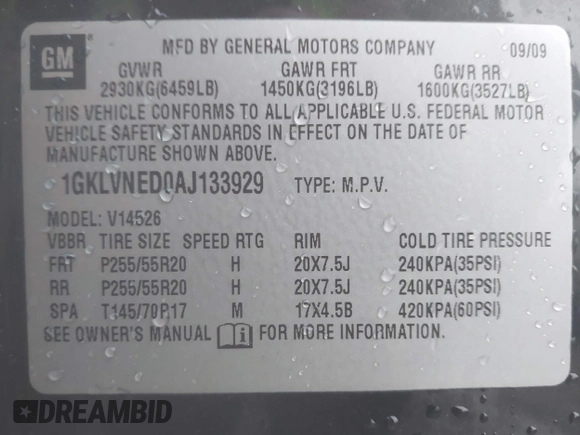 GM
MFD BY GENERAL MOTORS COMPANY 09/09
GVWR GAWR FRT GAWR RR
2930KG(6459LB) 1450KG(3196LB) 1600KG(3527LB)
THIS VEHICLE CONFORMS TO ALL APPLICABLE U.S. FEDERAL MOTOR
VEHICLE SAFETY STANDARDS IN EFFECT ON THE DATE OF
MANUFACTURE SHOWN ABOVE.
1GKLVNED0AJ133929 TYPE: M.P.V.
MODEL: V14526
VBBR TIRE SIZE SPEED RTG RIM COLD TIRE PRESSURE
FRT P255/55R20 H 20X7.5J 240KPA(35PSI)
RR P255/55R20 H 20X7.5J 240KPA(35PSI)
SPA T145/70R17 M 17X4.5B 420KPA(60PSI)
SEE OWNER'S MANUAL i FOR MORE INFORMATION.
DREAMBID